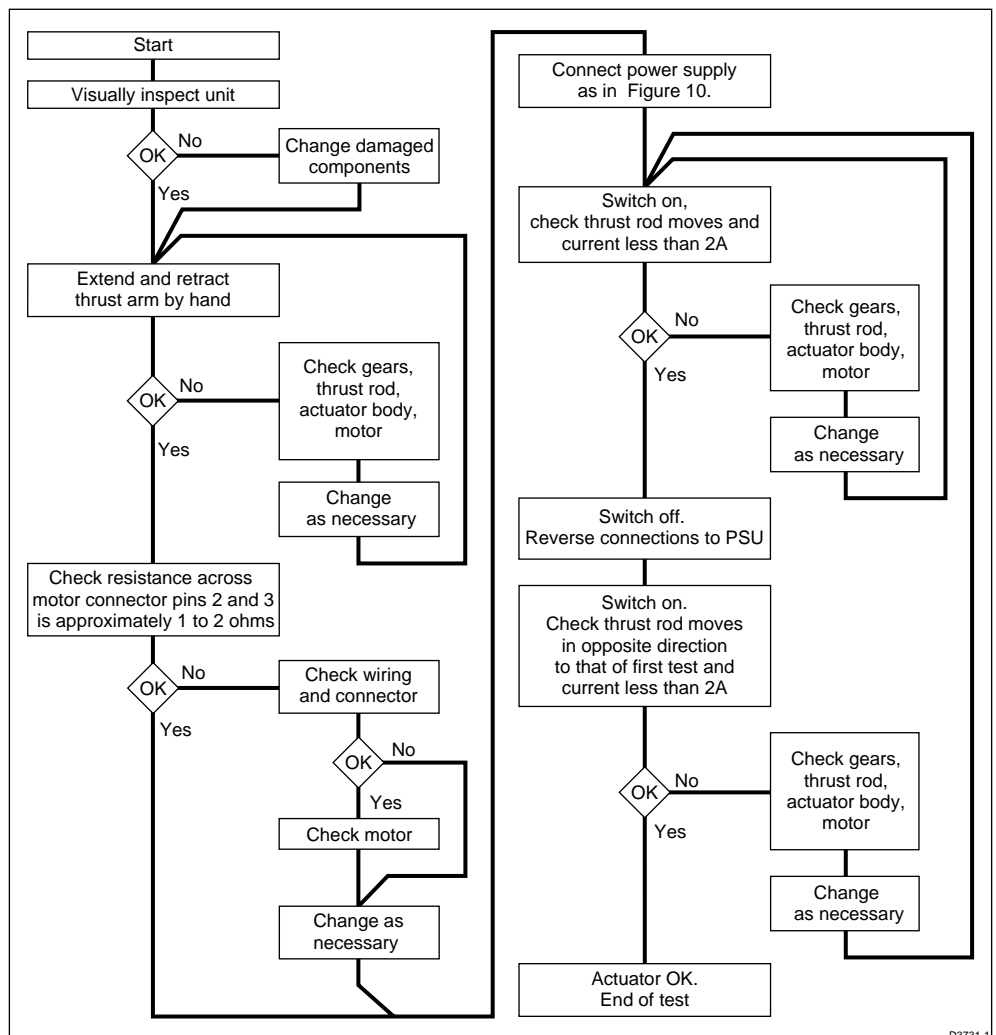 Start
Visually inspect unit
OK
No
Yes
Change damaged
components
Extend and retract
thrust arm by hand
OK
No
Yes
Check gears,
thrust rod,
actuator body,
motor
Change
as necessary
Check resistance across
motor connector pins 2 and 3
is approximately 1 to 2 ohms
OK
No
Yes
Check wiring
and connector
OK
No
Yes
Check motor
Change as
necessary
Connect power supply
as in Figure 10.
Switch on,
check thrust rod moves and
current less than 2A
OK
No
Yes
Check gears,
thrust rod,
actuator body,
motor
Change
as necessary
Switch off.
Reverse connections to PSU
Switch on.
Check thrust rod moves
in opposite direction
to that of first test and
current less than 2A
OK
No
Yes
Check gears,
thrust rod,
actuator body,
motor
Change
as necessary
Actuator OK.
End of test
D3731-1